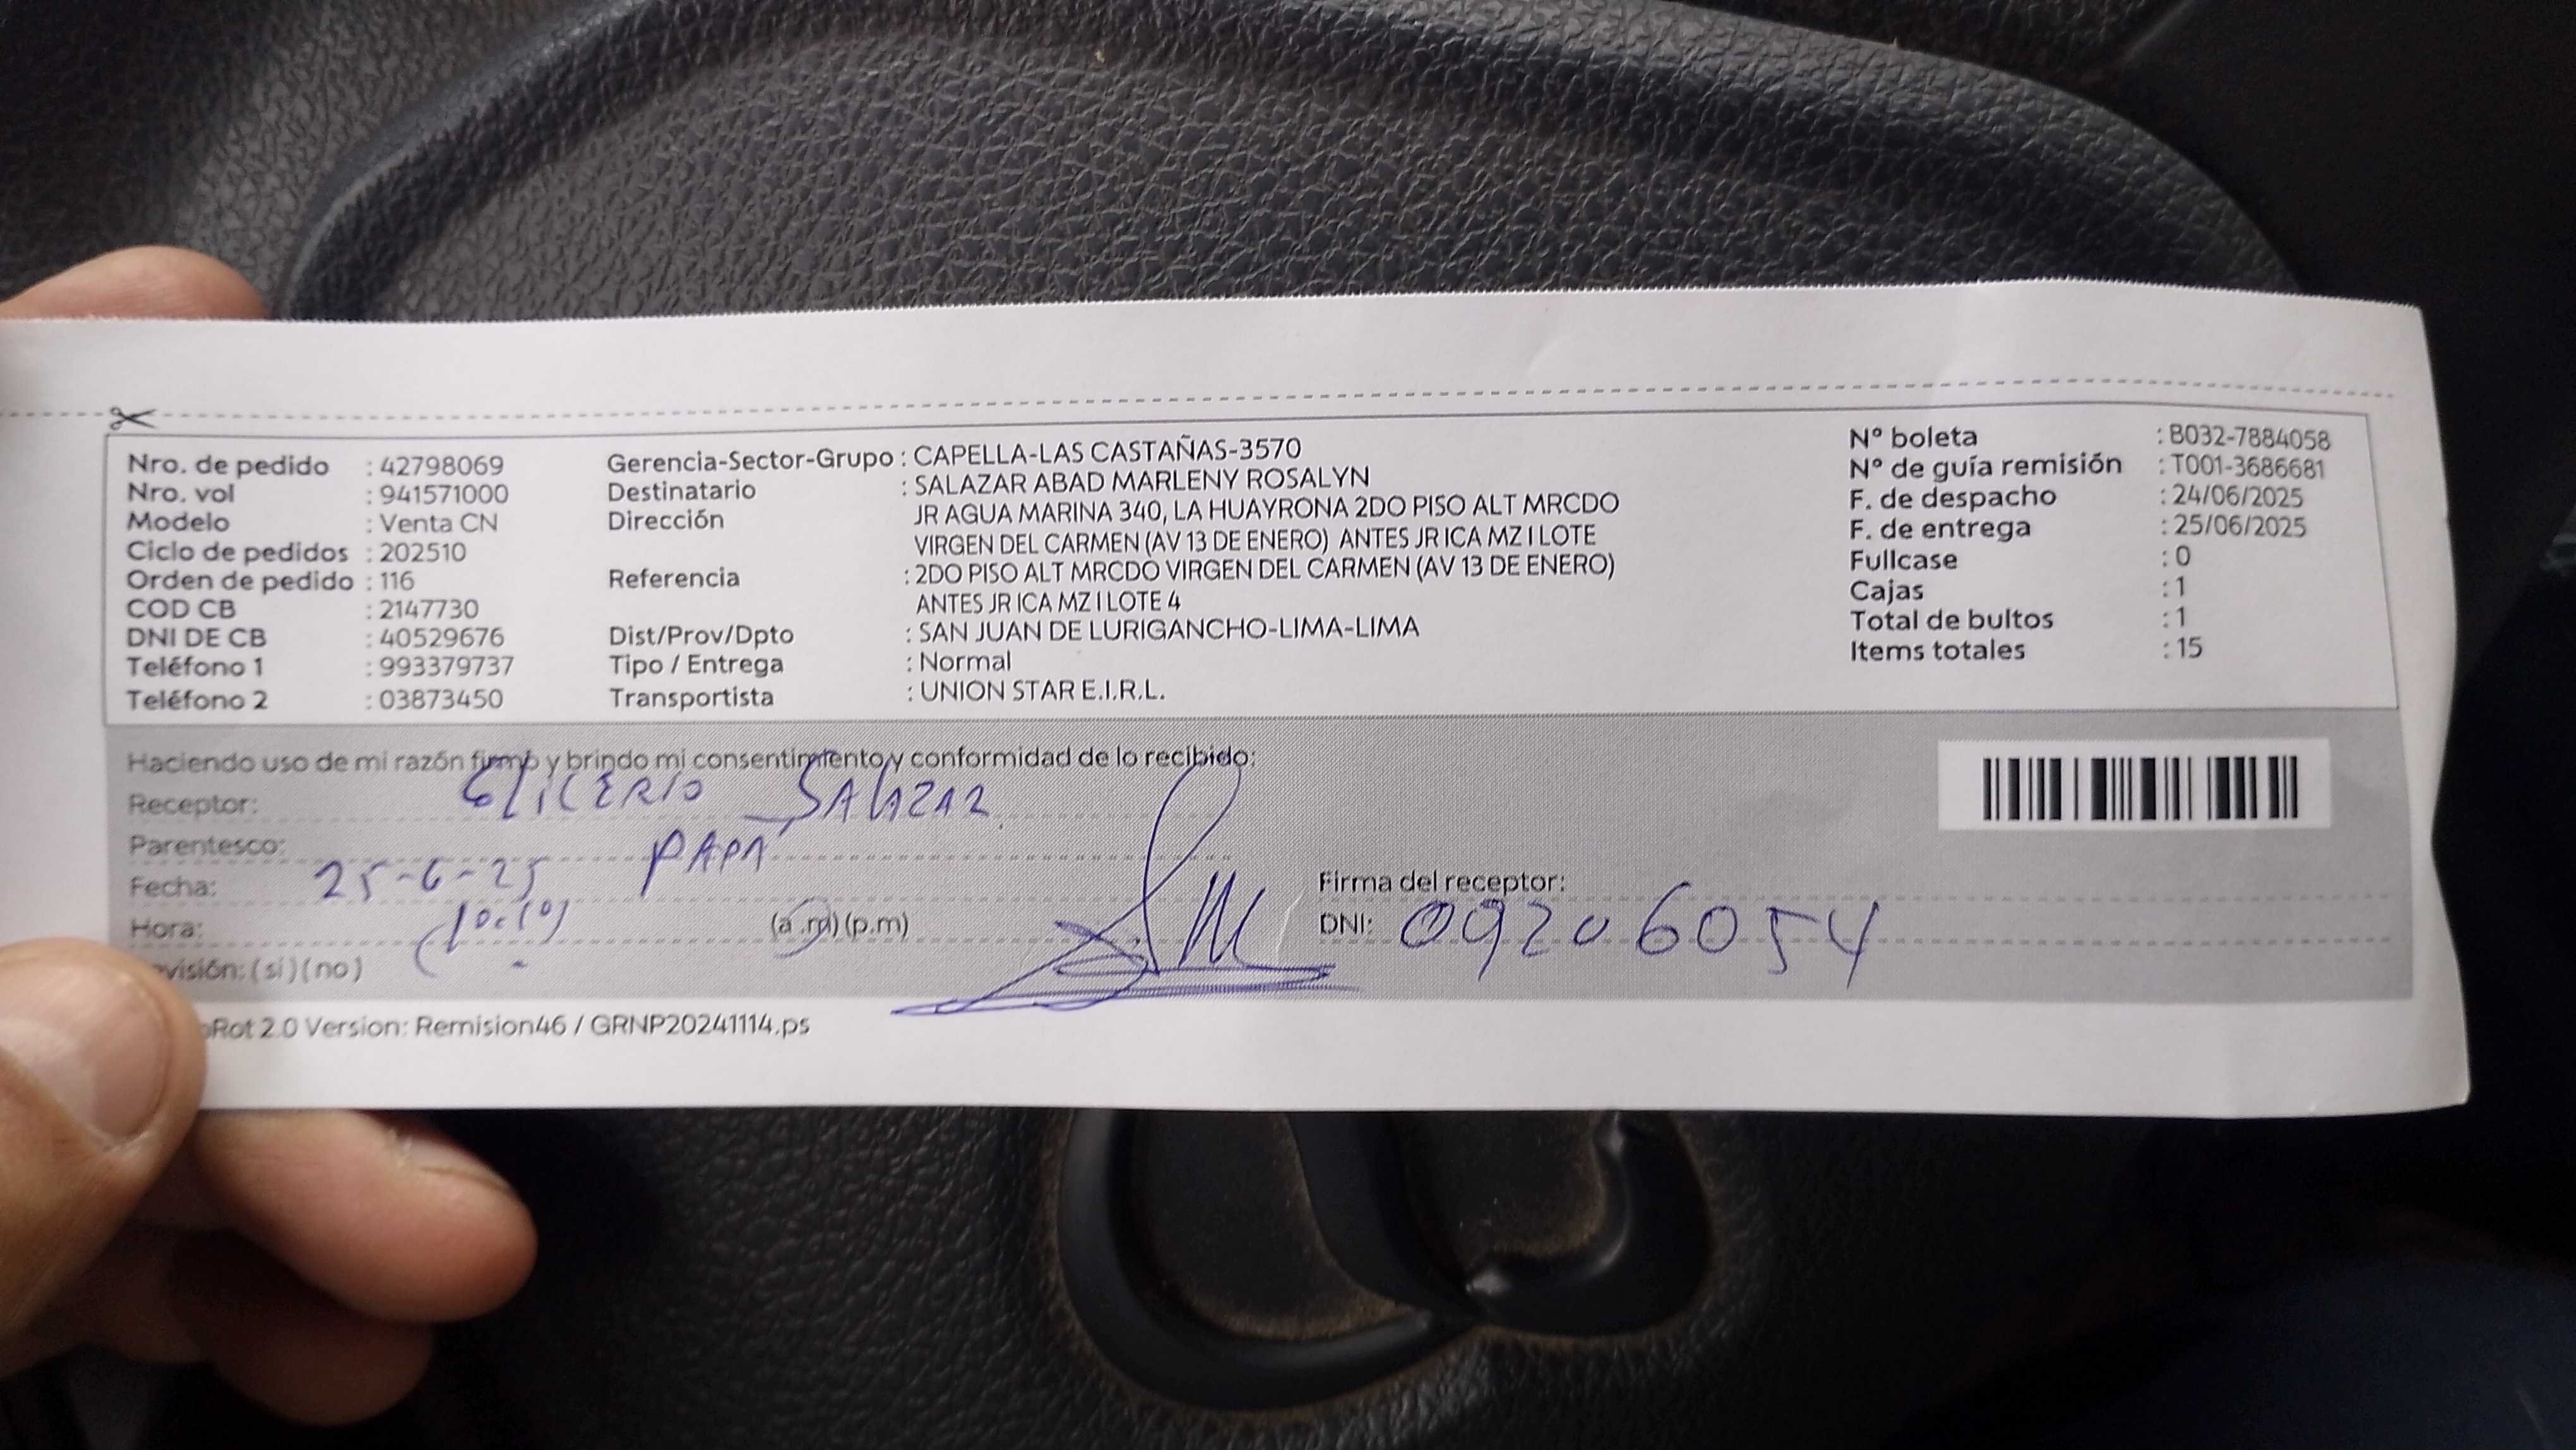 Nro. de pedido : 42798069
Nro. vol : 941571000
Modelo : Venta CN
Ciclo de pedidos : 202510
Orden de pedido : 116
COD CB : 2147730
DNI DE CB : 40529676
Teléfono 1 : 993379737
Teléfono 2 : 03873450
Gerencia-Sector-Grupo : CAPELLA-LAS CASTAÑAS-3570
Destinatario : SALAZAR ABAD MARLENY ROSALYN
Dirección JR AGUA MARINA 340, LA HUAYRONA 2DO PISO ALT MRCDO
VIRGEN DEL CARMEN (AV 13 DE ENERO) ANTES JR ICA MZ I LOTE
Referencia : 2DO PISO ALT MRCDO VIRGEN DEL CARMEN (AV 13 DE ENERO)
ANTES JR ICA MZ I LOTE 4
Dist/Prov/Dpto : SAN JUAN DE LURIGANCHO-LIMA-LIMA
Tipo / Entrega : Normal
Transportista : UNION STAR E.I.R.L.
N° boleta : B032-7884058
N° de guía remisión : T001-3686681
F. de despacho : 24/06/2025
F. de entrega : 25/06/2025
Fullcase : 0
Cajas : 1
Total de bultos : 1
Items totales : 15
Haciendo uso de mi razón firmo y brindo mi consentimiento y conformidad de lo recibido:
Receptor: GLICERIO SALAZAR
Parentesco: PAPA
Fecha: 25-6-25
Hora: (a .m) (p.m)
(si) (no)
Firma del receptor:
DNI: 09206054
Rot 2.0 Version: Remision46 / GRNP20241114.ps